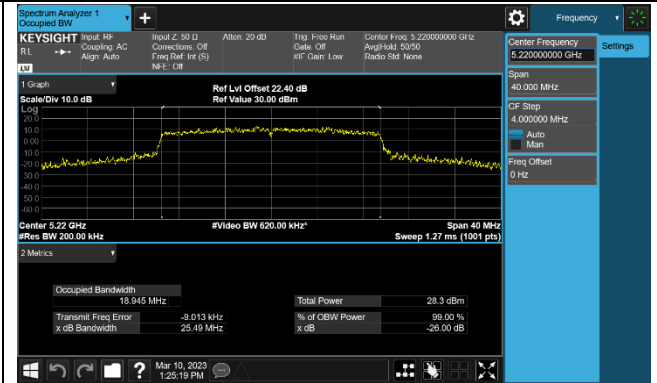 Spectrum Analyzer 1
Occupied BW
Frequency
KEYSIGHT
RL
LXI
Input: RF
Coupling: AC
Align: Auto
Input Z: 50 Ω
Corrections: Off
Freq Ref: Int (S)
NFE: Off
Atten: 20 dB
Trig: Free Run
Gate: Off
#IF Gain: Low
Center Freq: 5.220000000 GHz
Avg|Hold: 50/50
Radio Std: None
Center Frequency
5.220000000 GHz
Settings
Span
40.000 MHz
CF Step
4.000000 MHz
Auto
Man
Freq Offset
0 Hz
1 Graph
Scale/Div 10.0 dB
Ref Lvl Offset 22.40 dB
Ref Value 30.00 dBm
Log
20.0
10.0
0.00
-10.0
-20.0
-30.0
-40.0
-50.0
-60.0
Center 5.22 GHz
#Res BW 200.00 kHz
#Video BW 620.00 kHz*
Span 40 MHz
Sweep 1.27 ms (1001 pts)
2 Metrics
Occupied Bandwidth
18.945 MHz
Total Power 28.3 dBm
Transmit Freq Error -9.013 kHz
% of OBW Power 99.00 %
x dB Bandwidth 25.49 MHz
x dB -26.00 dB
Mar 10, 2023
1:25:19 PM